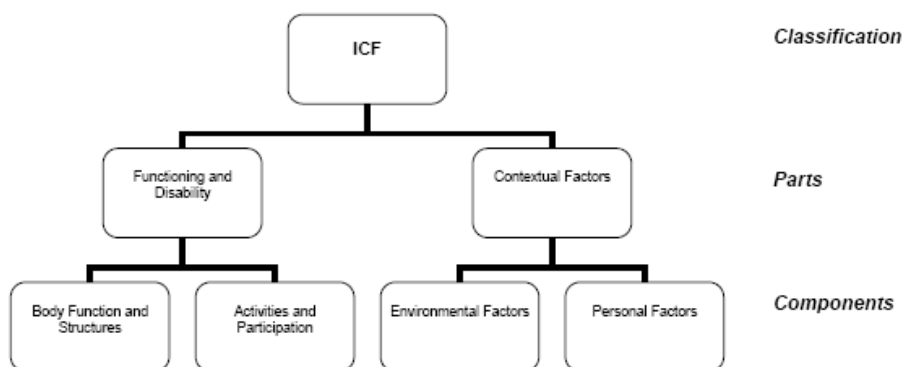 ICF
Classification
Functioning and
Disability
Contextual Factors
Parts
Body Function and
Structures
Activities and
Participation
Environmental Factors
Personal Factors
Components